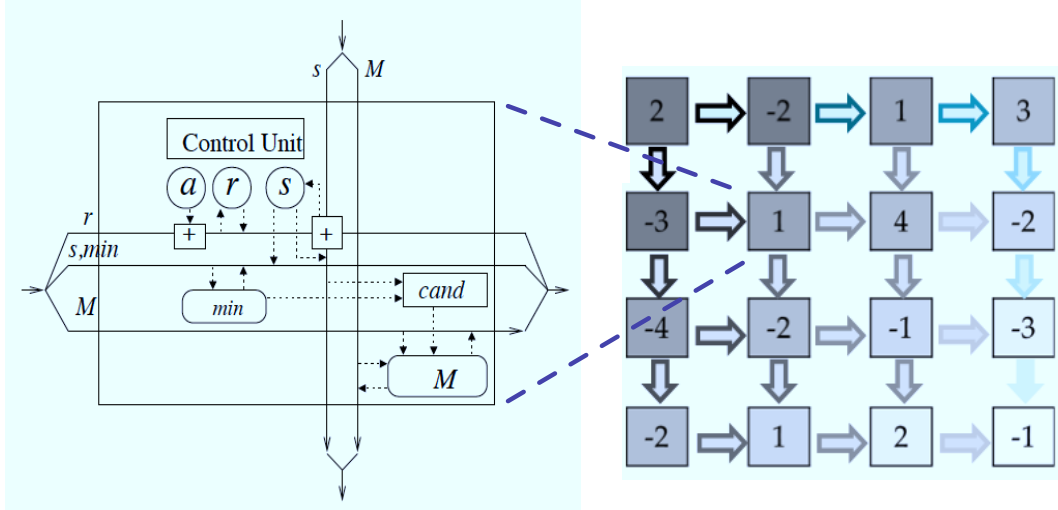 s M
Control Unit
a r s
r
+ +
s,min
M
min
cand
M
2 -2 1 3
-3 1 4 -2
-4 -2 -1 -3
-2 1 2 -1